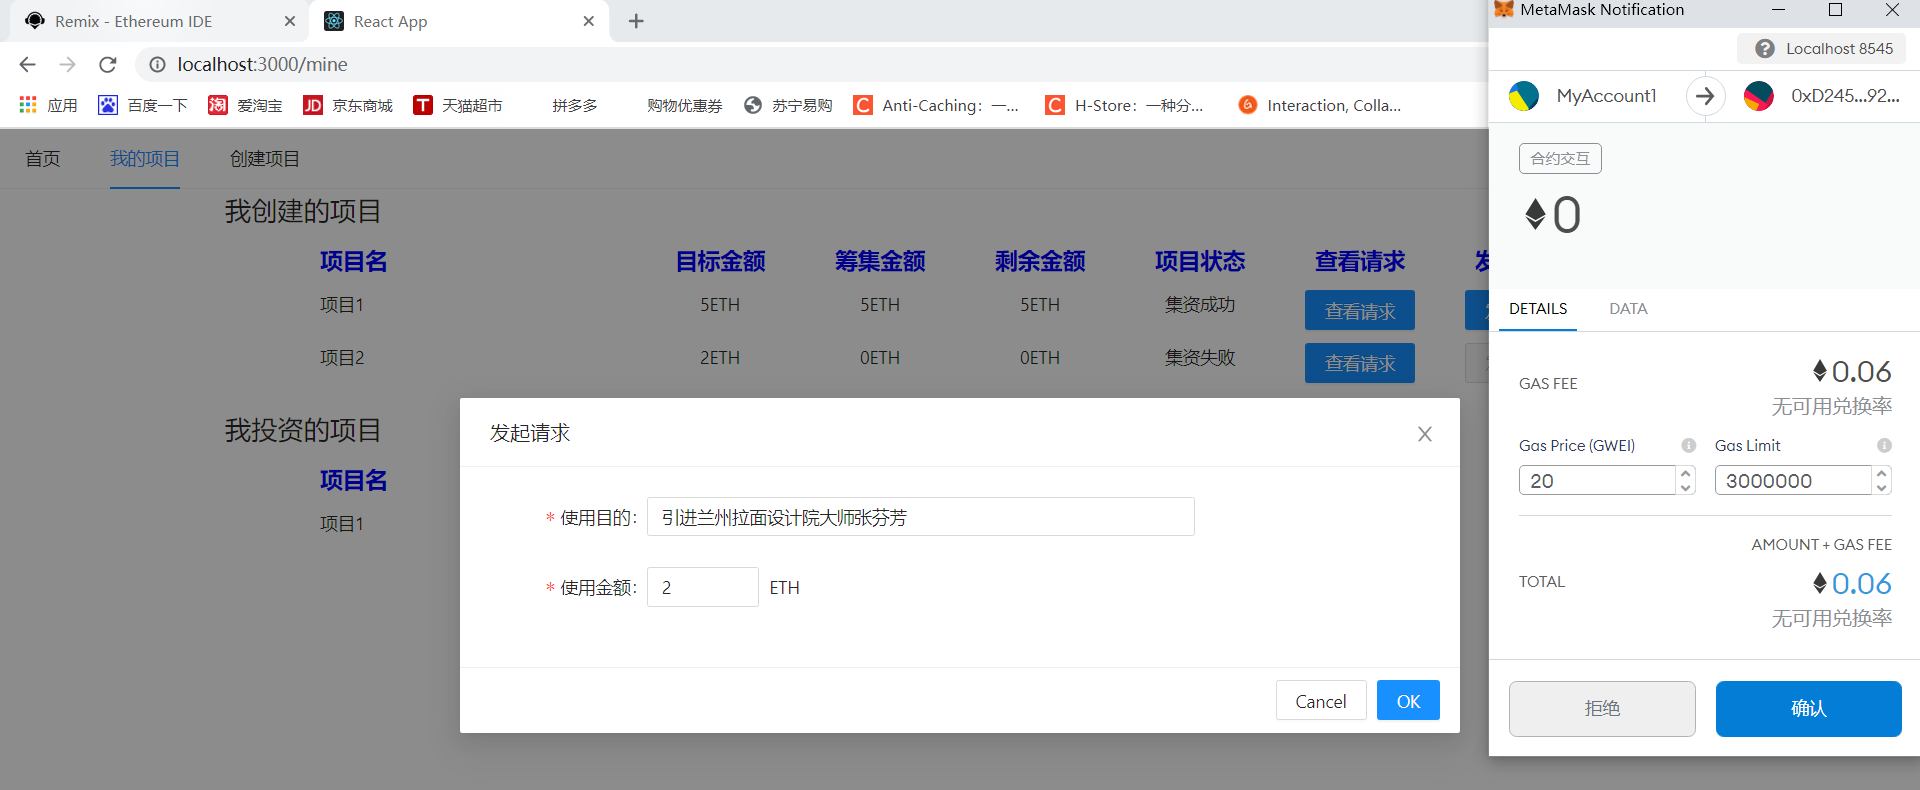 Remix - Ethereum IDE
React App
localhost:3000/mine
应用
百度一下
爱淘宝
JD
京东商城
T
天猫超市
拼多多
购物优惠券
苏宁易购
C
Anti-Caching：一...
C
H-Store：一种分...
Interaction, Colla...
首页
我的项目
创建项目
我创建的项目
项目名 目标金额 筹集金额 剩余金额 项目状态 查看请求 发
项目1 5ETH 5ETH 5ETH 集资成功 查看请求
项目2 2ETH 0ETH 0ETH 集资失败 查看请求
我投资的项目
项目名
项目1
发起请求
* 使用目的: 引进兰州拉面设计院大师张芬芳
* 使用金额: 2 ETH
Cancel OK
MetaMask Notification
Localhost 8545
MyAccount1
0xD245...92...
合约交互
0
DETAILS DATA
GAS FEE
0.06
无可用兑换率
Gas Price (GWEI) Gas Limit
20 3000000
AMOUNT + GAS FEE
TOTAL
0.06
无可用兑换率
拒绝 确认